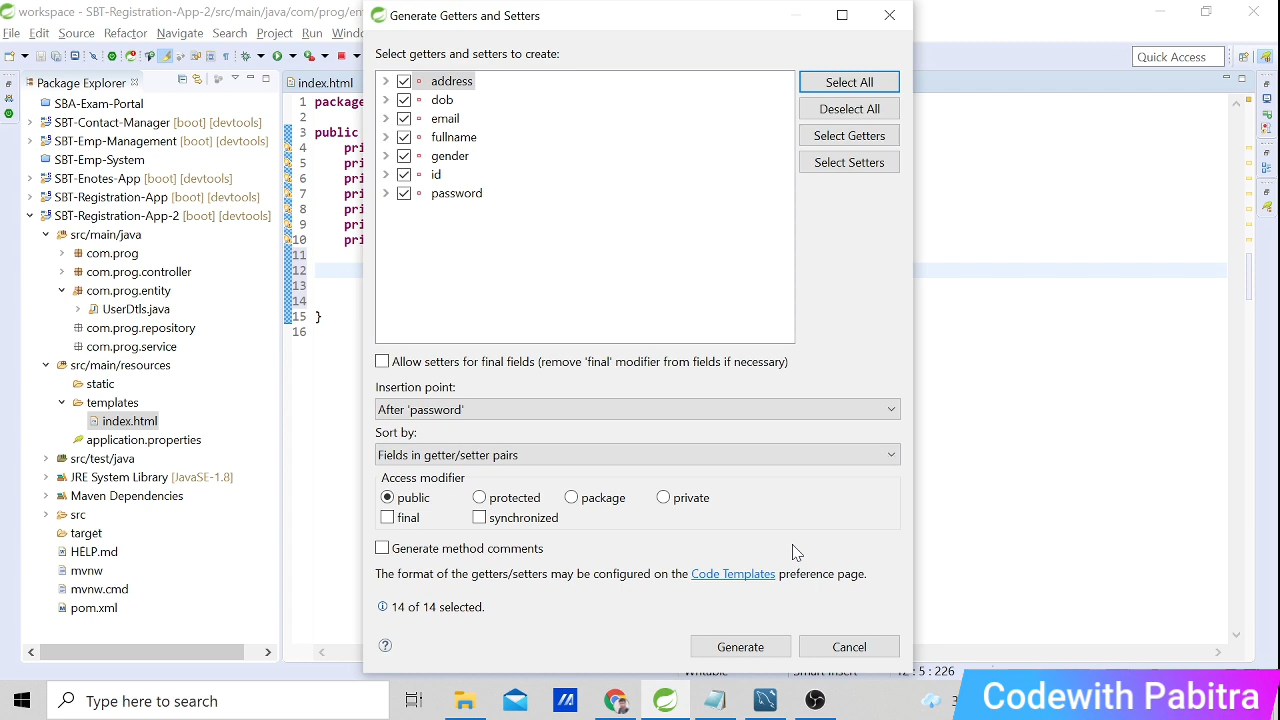 workspace - SBT-Registration-App-2/src/main/java/com/prog/en
Generate Getters and Setters
File Edit Source Refactor Navigate Search Project Run Windo
Quick Access
Package Explorer
index.html
SBA-Exam-Portal
SBT-Contact-Manager [boot] [devtools]
SBT-Emp-Management [boot] [devtools]
SBT-Emp-System
SBT-Enotes-App [boot] [devtools]
SBT-Registration-App [boot] [devtools]
SBT-Registration-App-2 [boot] [devtools]
src/main/java
com.prog
com.prog.controller
com.prog.entity
UserDtls.java
com.prog.repository
com.prog.service
src/main/resources
static
templates
index.html
application.properties
src/test/java
JRE System Library [JavaSE-1.8]
Maven Dependencies
src
target
HELP.md
mvnw
mvnw.cmd
pom.xml
1 package
2
3 public
4 pri
5 pri
6 pri
7 pri
8 pri
9 pri
10 pri
11
12
13
14
15 }
16
Select getters and setters to create:
address
dob
email
fullname
gender
id
password
Select All
Deselect All
Select Getters
Select Setters
Allow setters for final fields (remove 'final' modifier from fields if necessary)
Insertion point:
After 'password'
Sort by:
Fields in getter/setter pairs
Access modifier
public protected package private
final synchronized
Generate method comments
The format of the getters/setters may be configured on the Code Templates preference page.
14 of 14 selected.
Generate Cancel
Writable Smart Insert 12 : 5 : 226
Type here to search
Codewith Pabitra